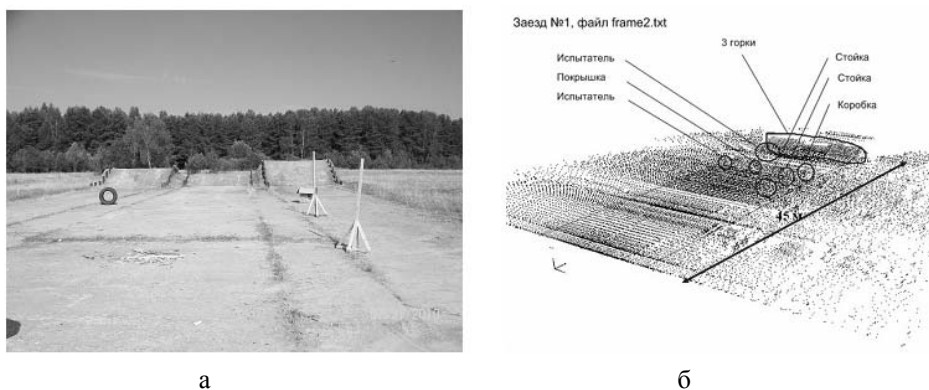 Заезд №1, файл frame2.txt
3 горки
Испытатель
Покрышка
Испытатель
Стойка
Стойка
Коробка
45 м
а
б